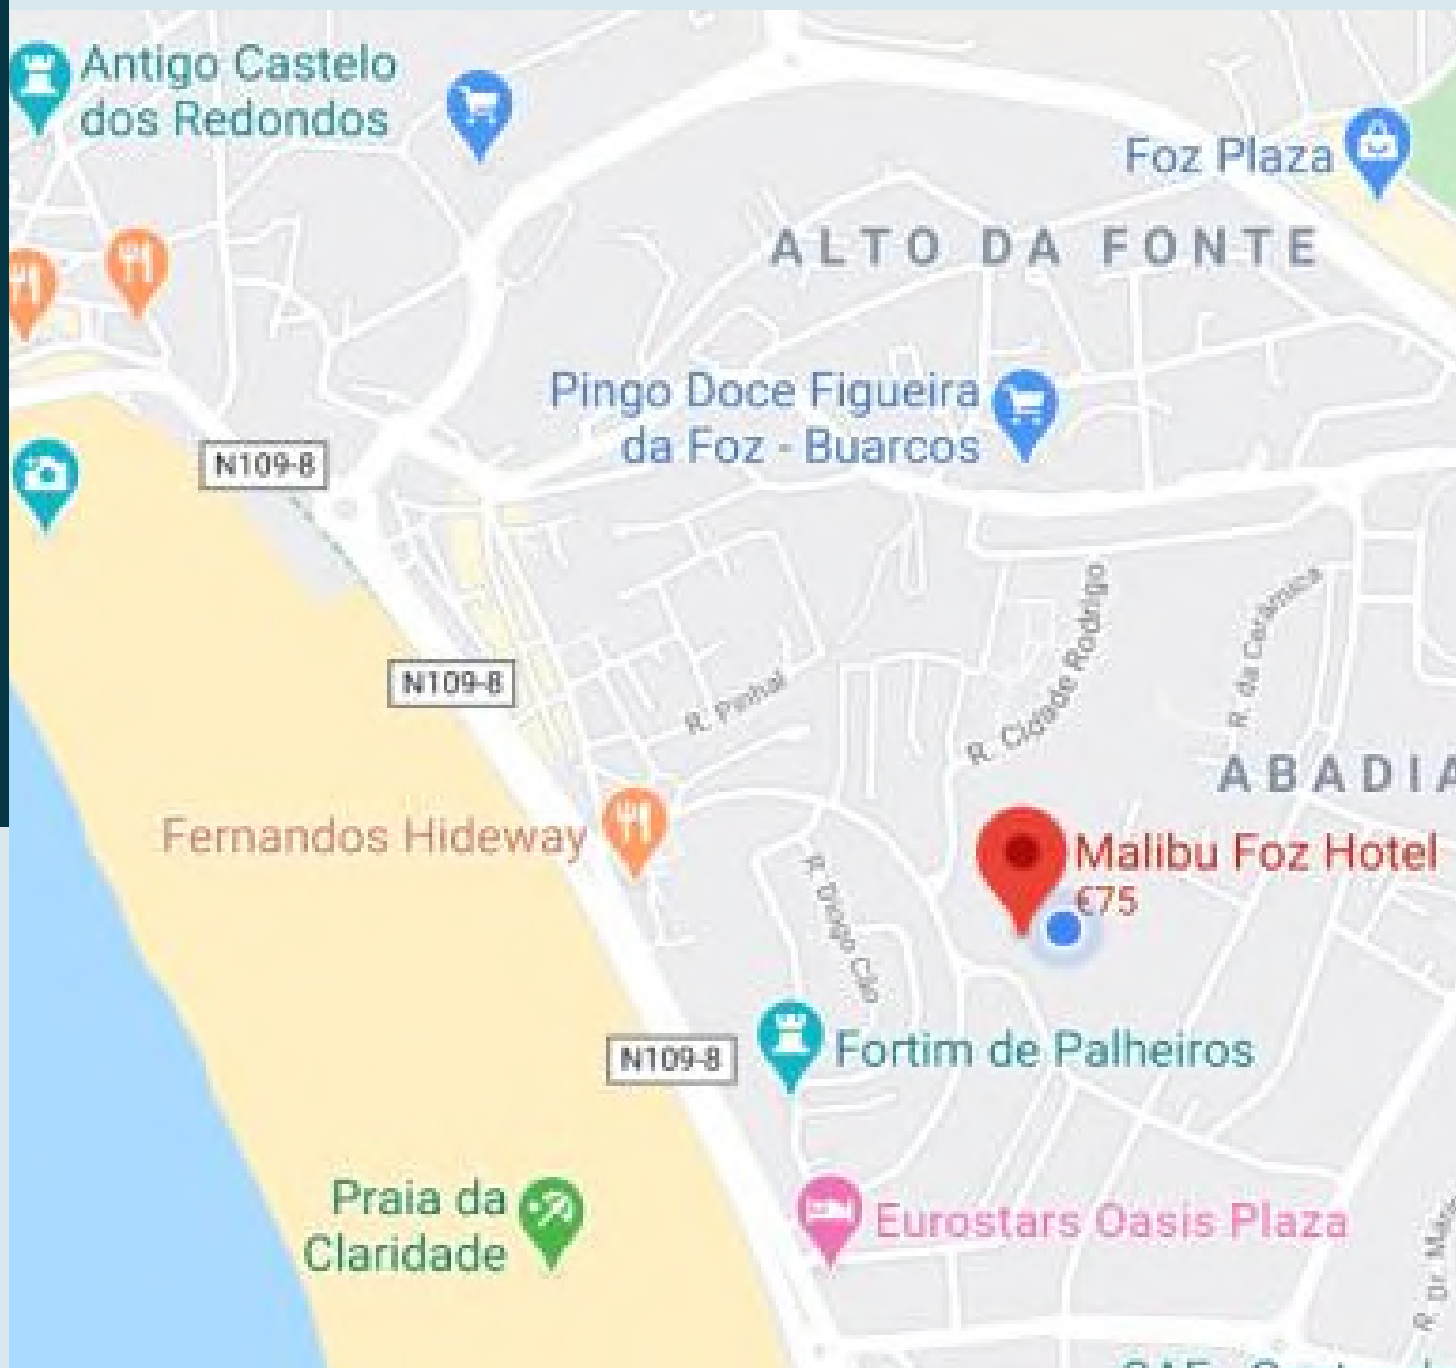 Antigo Castelo
dos Redondos
Foz Plaza
ALTO DA FONTE
Pingo Doce Figueira
da Foz - Buarcos
N109-8
R. Cidade Rodrigo
R. da Carâmica
N109-8
R. Pinhal
ABADIA
Fernandos Hideway
Malibu Foz Hotel
€75
R. Diogo Cão
N109-8
Fortim de Palheiros
Praia da
Claridade
Eurostars Oasis Plaza
R. Dr.